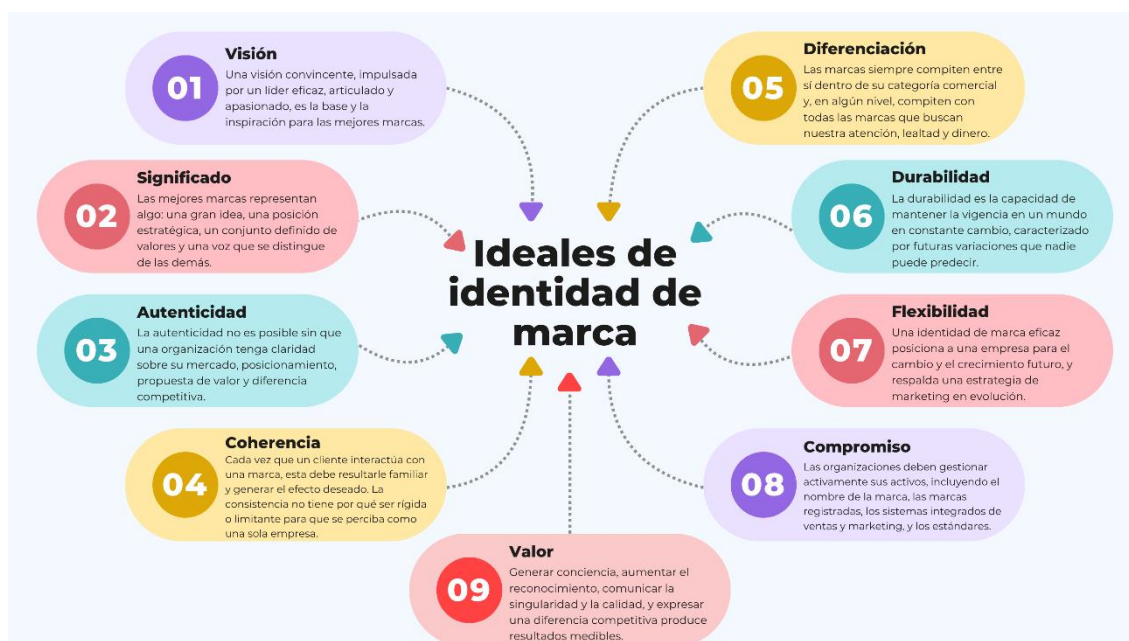 01
Visión
Una visión convincente, impulsada
por un líder eficaz, articulado y
apasionado, es la base y la
inspiración para las mejores marcas.
02
Significado
Las mejores marcas representan
algo: una gran idea, una posición
estratégica, un conjunto definido de
valores y una voz que se distingue
de las demás.
03
Autenticidad
La autenticidad no es posible sin que
una organización tenga claridad
sobre su mercado, posicionamiento,
propuesta de valor y diferencia
competitiva.
04
Coherencia
Cada vez que un cliente interactúa con
una marca, esta debe resultarle familiar
y generar el efecto deseado. La
consistencia no tiene por qué ser rígida
o limitante para que se perciba como
una sola empresa.
Ideales de
identidad de
marca
05
Diferenciación
Las marcas siempre compiten entre
sí dentro de su categoría comercial
y, en algún nivel, compiten con
todas las marcas que buscan
nuestra atención, lealtad y dinero.
06
Durabilidad
La durabilidad es la capacidad de
mantener la vigencia en un mundo
en constante cambio, caracterizado
por futuras variaciones que nadie
puede predecir.
07
Flexibilidad
Una identidad de marca eficaz
posiciona a una empresa para el
cambio y el crecimiento futuro, y
respalda una estrategia de
marketing en evolución.
08
Compromiso
Las organizaciones deben gestionar
activamente sus activos, incluyendo el
nombre de la marca, las marcas
registradas, los sistemas integrados de
ventas y marketing, y los estándares.
09
Valor
Generar conciencia, aumentar el
reconocimiento, comunicar la
singularidad y la calidad, y expresar
una diferencia competitiva produce
resultados medibles.